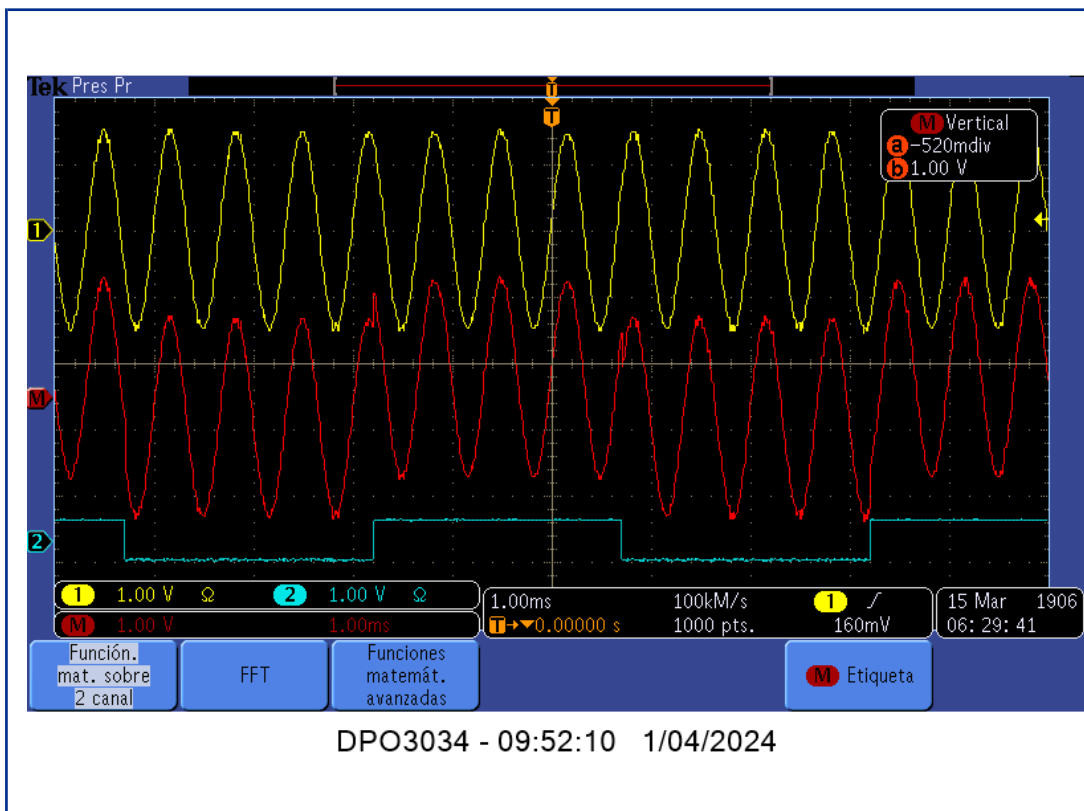 Tek Pres Pr
T
T
M Vertical
a -520mdiv
b 1.00 V
1
M
2
1 1.00 V Ω 2 1.00 V Ω
M 1.00 V 1.00ms
1.00ms 100kM/s 1 ∫
T→▼0.00000 s 1000 pts. 160mV
15 Mar 1906
06:29:41
Función.
mat. sobre
2 canal
FFT
Funciones
matemát.
avanzadas
M Etiqueta
DPO3034 - 09:52:10 1/04/2024